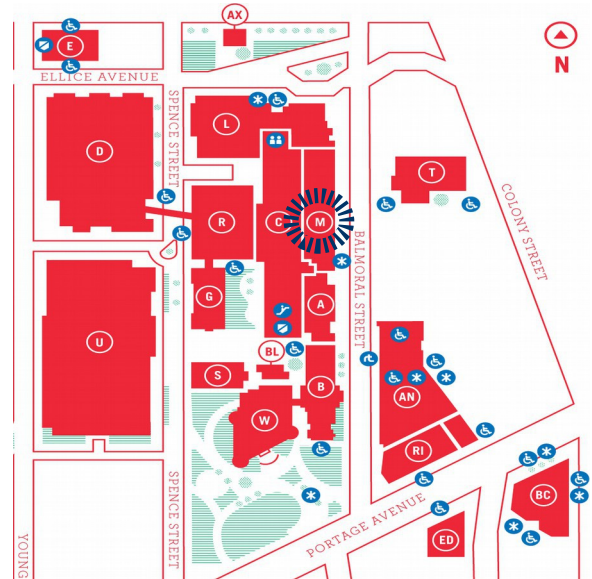 AX
E
N
ELLICE AVENUE
SPENCE STREET
L
D
T
R
C
M
COLONY STREET
BALMORAL STREET
G
A
U
BL
S
B
AN
W
RI
BC
SPENCE STREET
PORTAGE AVENUE
ED
YOUNG